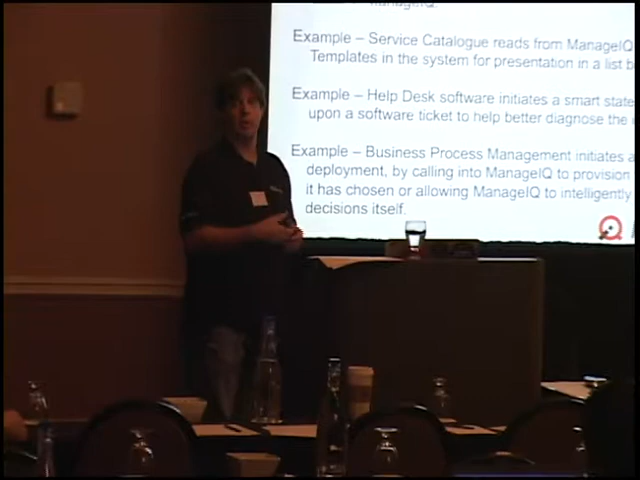 ManageIQ.
Example – Service Catalogue reads from ManageIQ
Templates in the system for presentation in a list b
Example – Help Desk software initiates a smart state
upon a software ticket to help better diagnose the
Example – Business Process Management initiates a
deployment, by calling into ManageIQ to provision
it has chosen or allowing ManageIQ to intelligently
decisions itself.